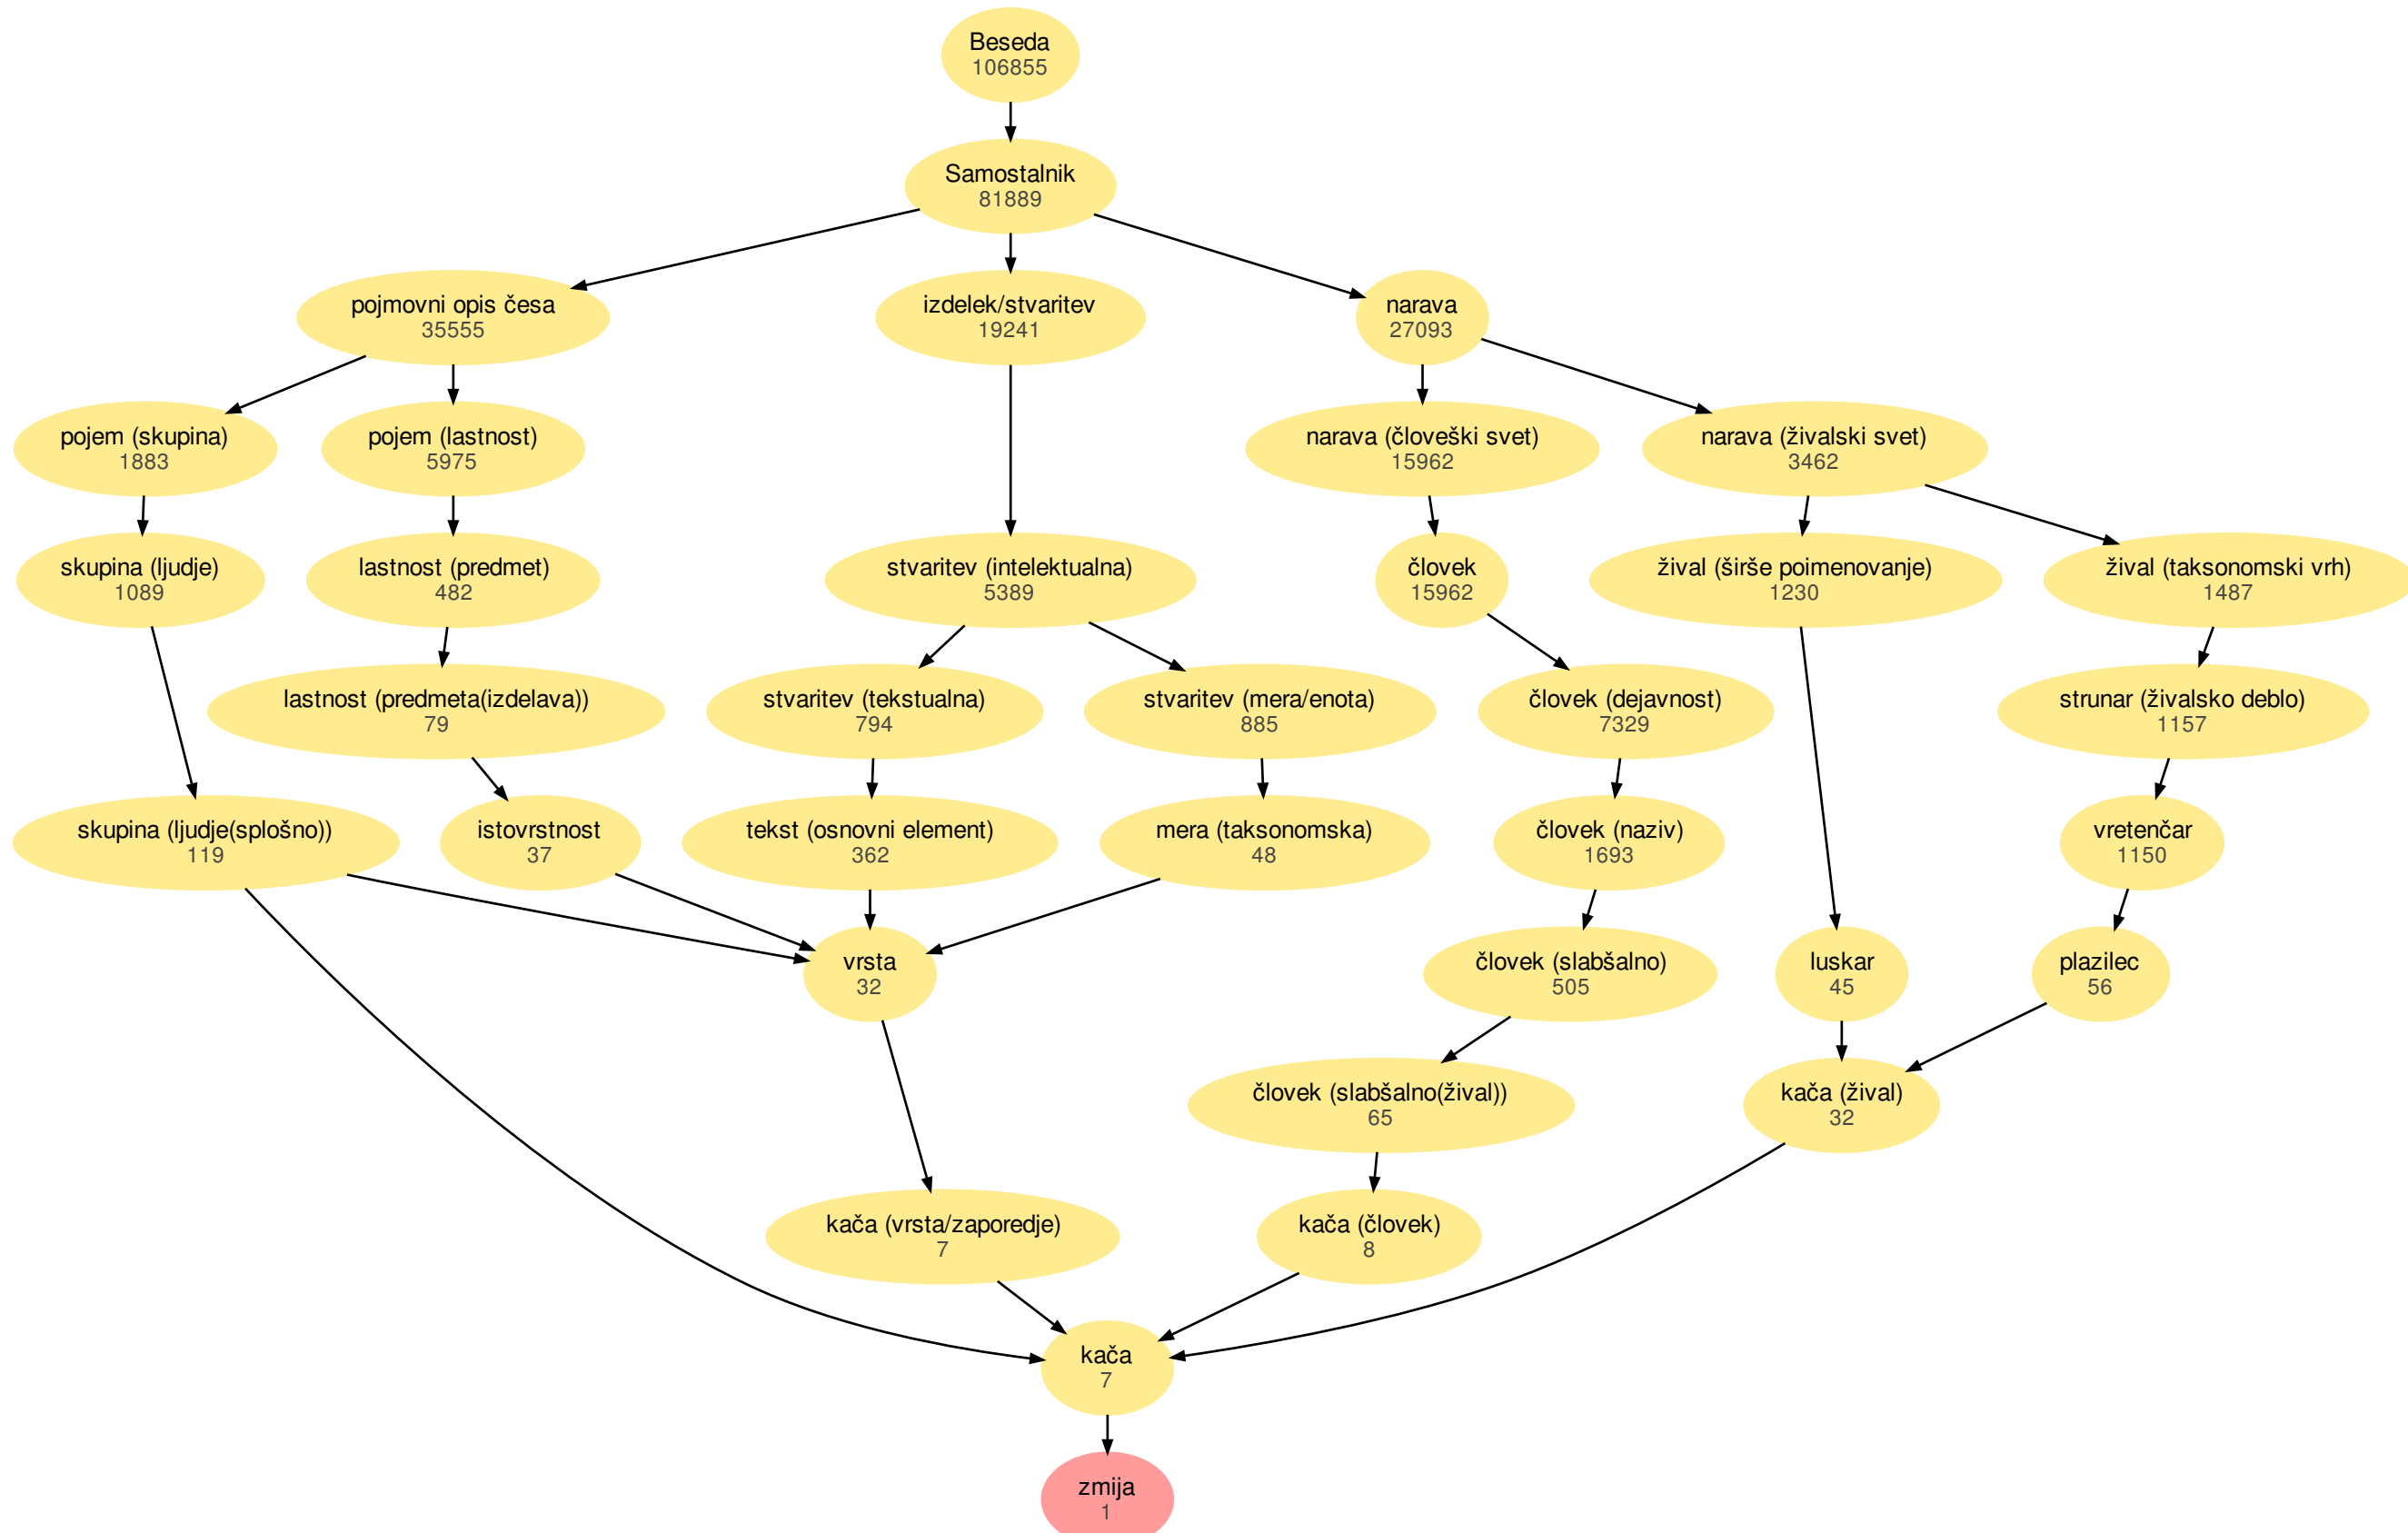 Beseda
106855
Samostalnik
81889
pojmovni opis česa
35555
izdelek/stvaritev
19241
narava
27093
pojem (skupina)
1883
pojem (lastnost)
5975
narava (človeški svet)
15962
narava (živalski svet)
3462
skupina (ljudje)
1089
lastnost (predmet)
482
stvaritev (intelektualna)
5389
človek
15962
žival (širše poimenovanje)
1230
žival (taksonomski vrh)
1487
lastnost (predmeta(izdelava))
79
stvaritev (tekstualna)
794
stvaritev (mera/enota)
885
človek (dejavnost)
7329
strunar (živalsko deblo)
1157
skupina (ljudje(splošno))
119
istovrstnost
37
tekst (osnovni element)
362
mera (taksonomska)
48
človek (naziv)
1693
vretenčar
1150
vrsta
32
človek (slabšalno)
505
luskar
45
plazilec
56
človek (slabšalno(žival))
65
kača (žival)
32
kača (vrsta/zaporedje)
7
kača (človek)
8
kača
7
zmija
1